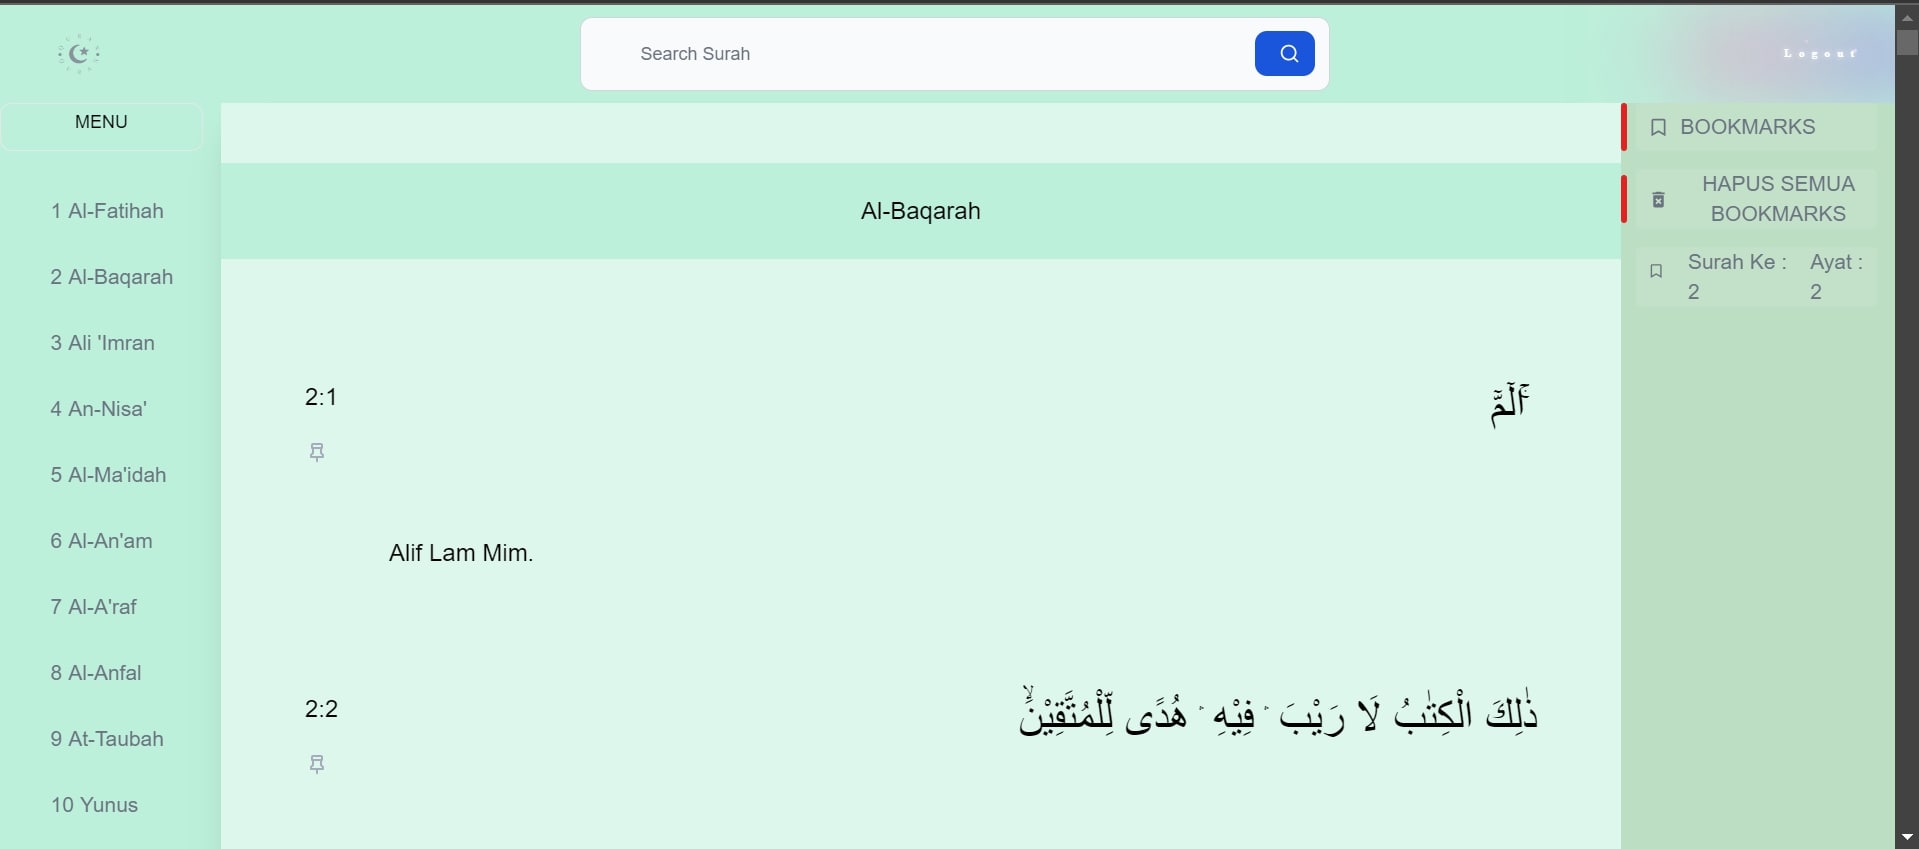 Search Surah
Logout
MENU
1 Al-Fatihah
2 Al-Baqarah
3 Ali 'Imran
4 An-Nisa'
5 Al-Ma'idah
6 Al-An'am
7 Al-A'raf
8 Al-Anfal
9 At-Taubah
10 Yunus
Al-Baqarah
2:1
الۤمّۤ ۚ
Alif Lam Mim.
2:2
ذٰلِكَ الْكِتٰبُ لَا رَيْبَ ۛ فِيْهِ ۛ هُدًى لِّلْمُتَّقِيْنَۙ
BOOKMARKS
HAPUS SEMUA
BOOKMARKS
Surah Ke : Ayat :
2 2